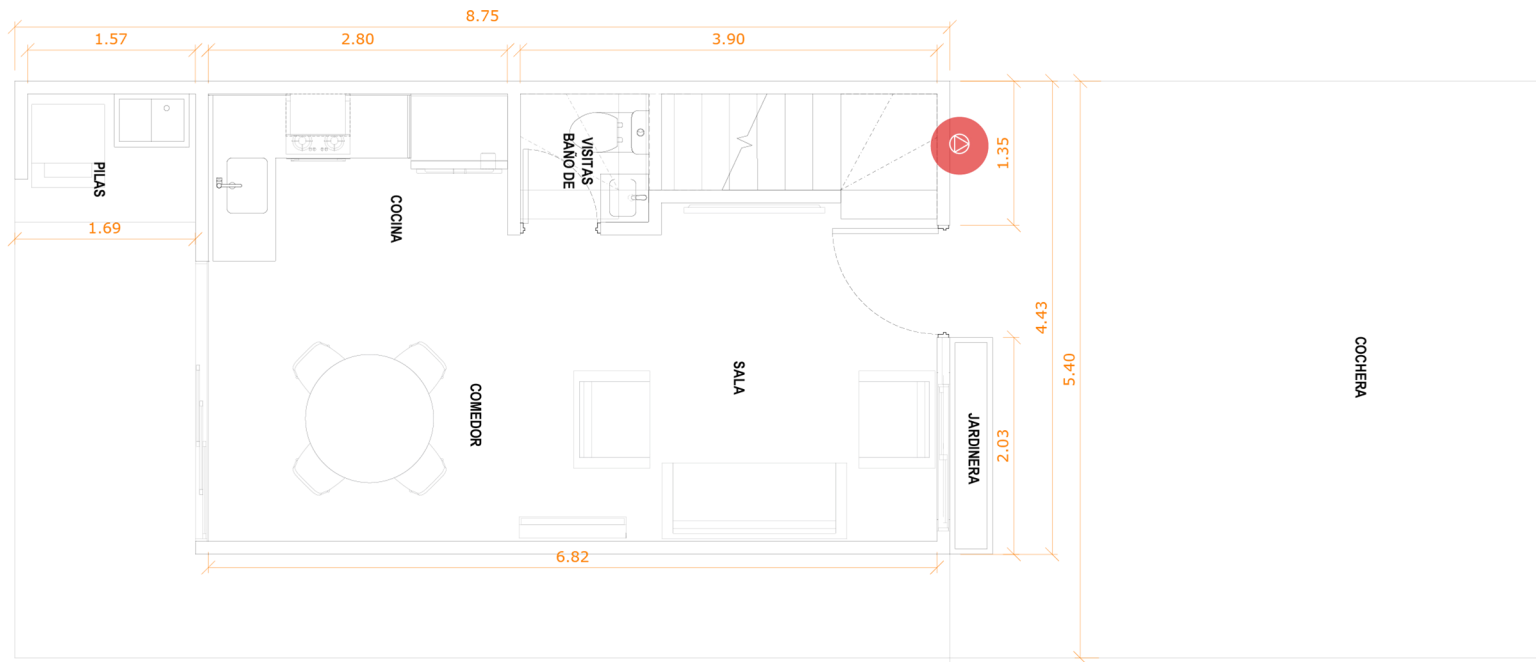 8.75
1.57
2.80
3.90
1.35
PILAS
VISITAS
BAÑO DE
COCINA
1.69
4.43
5.40
COCHERA
SALA
COMEDOR
JARDINERA
2.03
6.82